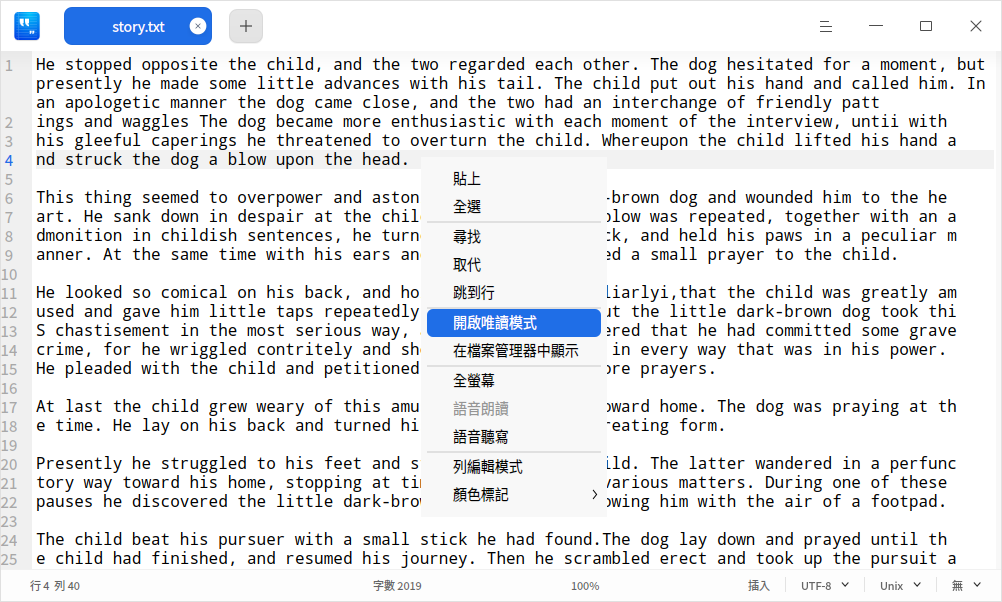 story.txt
1 He stopped opposite the child, and the two regarded each other. The dog hesitated for a moment, but
presently he made some little advances with his tail. The child put out his hand and called him. In
an apologetic manner the dog came close, and the two had an interchange of friendly patt
2 ings and waggles The dog became more enthusiastic with each moment of the interview, untii with
3 his gleeful caperings he threatened to overturn the child. Whereupon the child lifted his hand a
4 nd struck the dog a blow upon the head.
5
6 This thing seemed to overpower and aston -brown dog and wounded him to the he
7 art. He sank down in despair at the chil blow was repeated, together with an a
8 dmonition in childish sentences, he turn ck, and held his paws in a peculiar m
9 anner. At the same time with his ears an ed a small prayer to the child.
10
11 He looked so comical on his back, and ho liarlyi,that the child was greatly am
12 used and gave him little taps repeatedly ut the little dark-brown dog took thi
13 S chastisement in the most serious way, ered that he had committed some grave
14 crime, for he wriggled contritely and sh in every way that was in his power.
15 He pleaded with the child and petitioned ore prayers.
16
17 At last the child grew weary of this amu oward home. The dog was praying at th
18 e time. He lay on his back and turned hi reating form.
19
20 Presently he struggled to his feet and s ild. The latter wandered in a perfunc
21 tory way toward his home, stopping at ti various matters. During one of these
22 pauses he discovered the little dark-brow owing him with the air of a footpad.
23
24 The child beat his pursuer with a small stick he had found.The dog lay down and prayed until th
25 e child had finished, and resumed his journey. Then he scrambled erect and took up the pursuit a
貼上
全選
尋找
取代
跳到行
開啟唯讀模式
在檔案管理器中顯示
全螢幕
語音朗讀
語音聽寫
列編輯模式
顏色標記
行 4 列 40 字數 2019 100% 插入 UTF-8 Unix 無